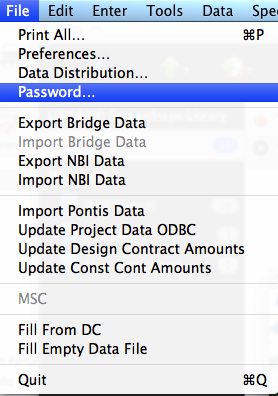 File Edit Enter Tools Data Spe
Print All... ⌘P
Preferences...
Data Distribution...
Password...
Export Bridge Data
Import Bridge Data
Export NBI Data
Import NBI Data
Import Pontis Data
Update Project Data ODBC
Update Design Contract Amounts
Update Const Cont Amounts
MSC
Fill From DC
Fill Empty Data File
Quit ⌘Q